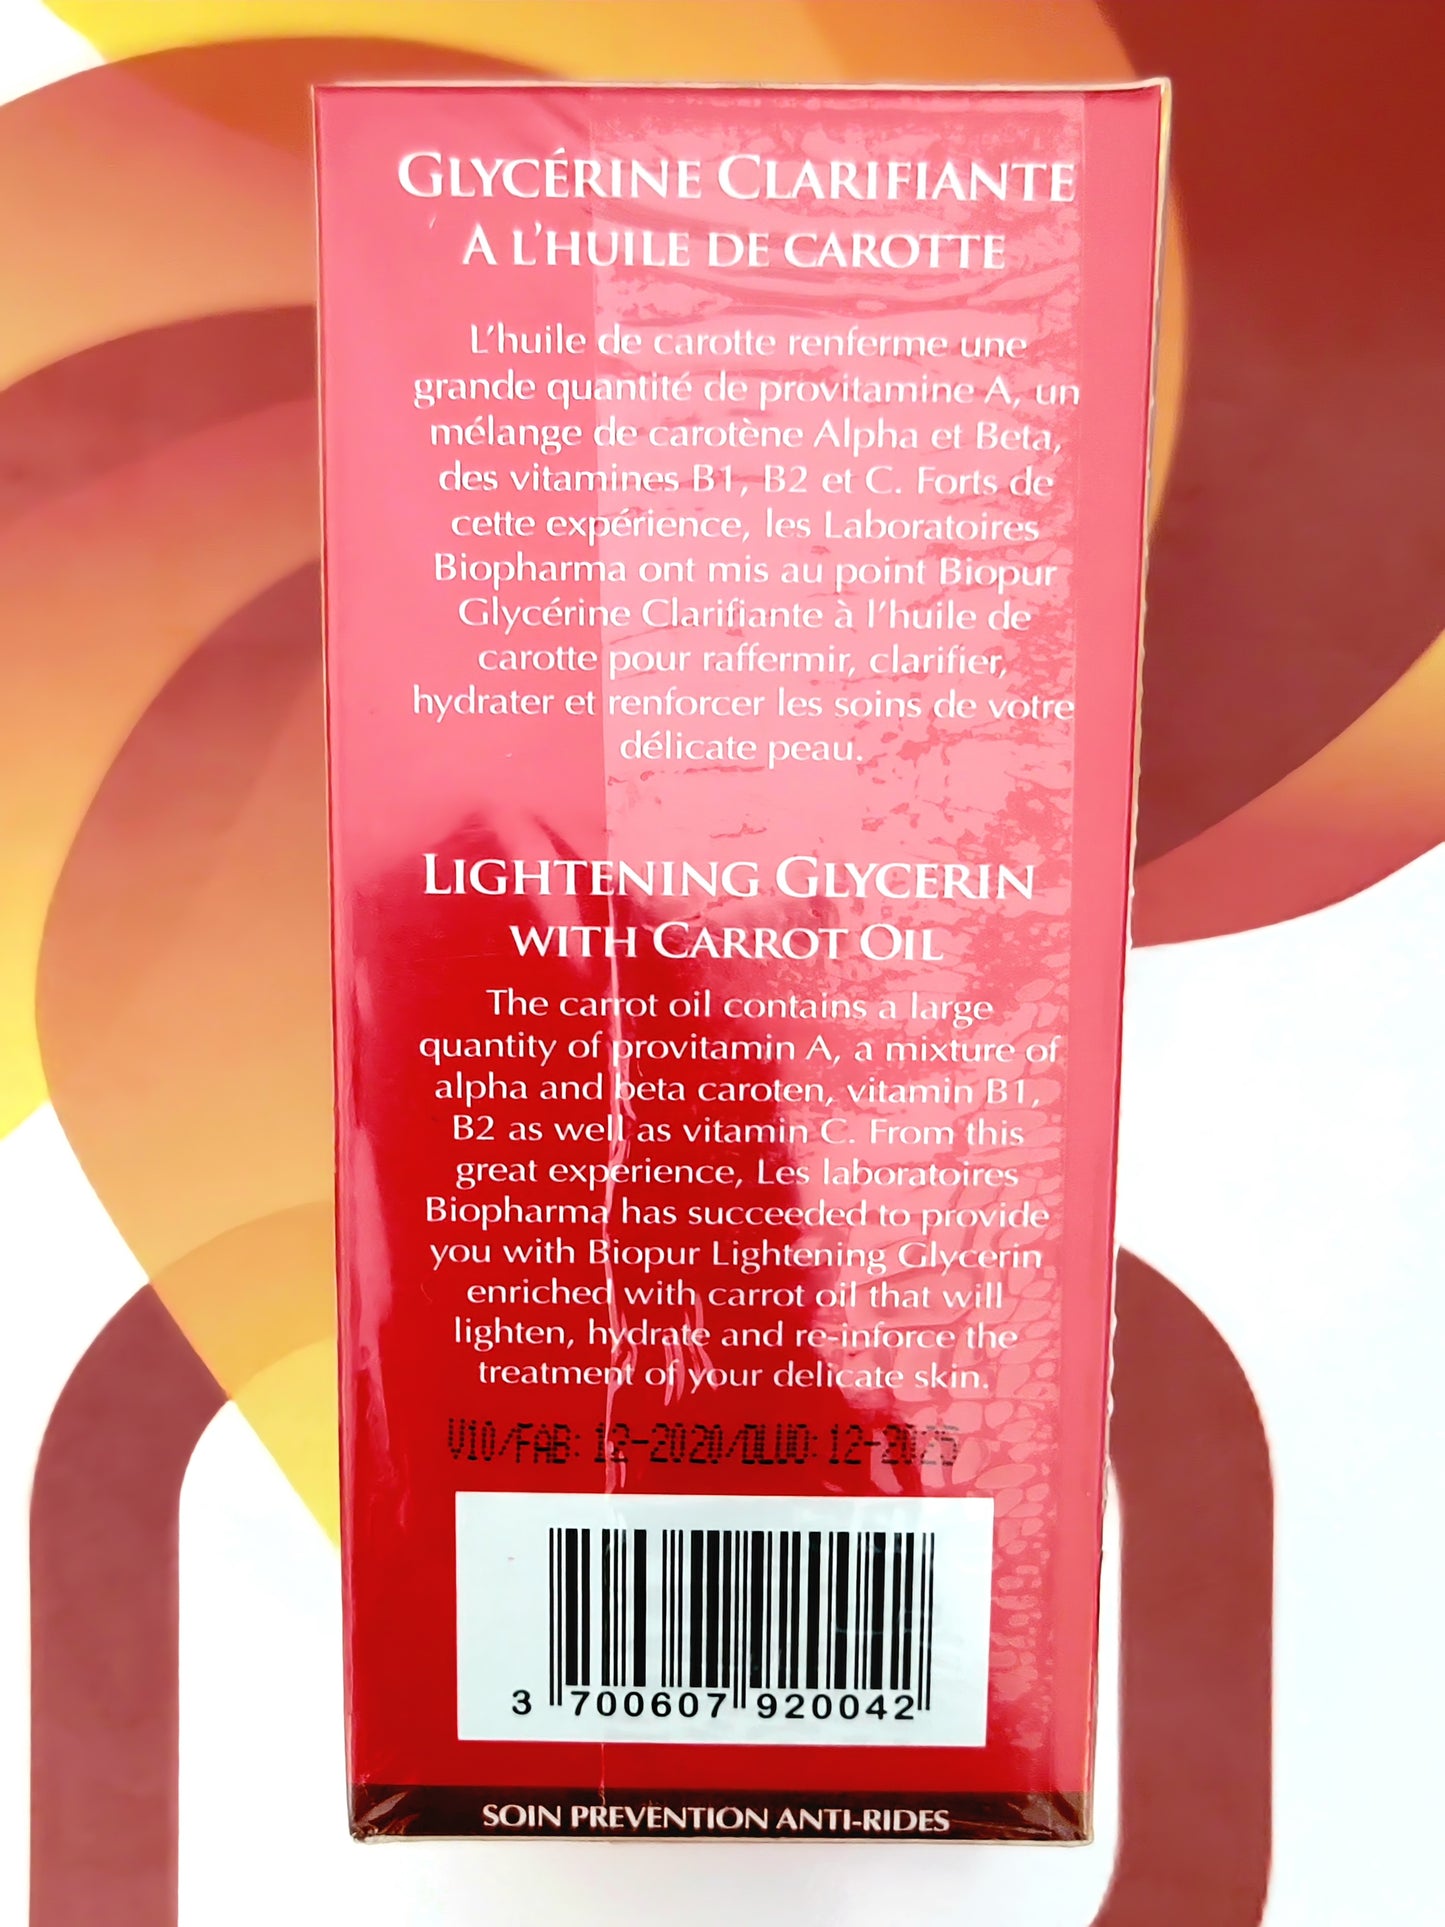 GLYCÉRINE CLARIFIANTE
A L'HUILE DE CAROTTE
L'huile de carotte renferme une
grande quantité de provitamine A, un
mélange de carotène Alpha et Beta,
des vitamines B1, B2 et C. Forts de
cette expérience, les Laboratoires
Biopharma ont mis au point Biopur
Glycérine Clarifiante à l'huile de
carotte pour raffermir, clarifier,
hydrater et renforcer les soins de votre
délicate peau.
LIGHTENING GLYCERIN
WITH CARROT OIL
The carrot oil contains a large
quantity of provitamin A, a mixture of
alpha and beta caroten, vitamin B1,
B2 as well as vitamin C. From this
great experience, Les laboratoires
Biopharma has succeeded to provide
you with Biopur Lightening Glycerin
enriched with carrot oil that will
lighten, hydrate and re-inforce the
treatment of your delicate skin.
V10/FAB: 12-2020/DLUO: 12-2025
3 700607 920042
SOIN PREVENTION ANTI-RIDES